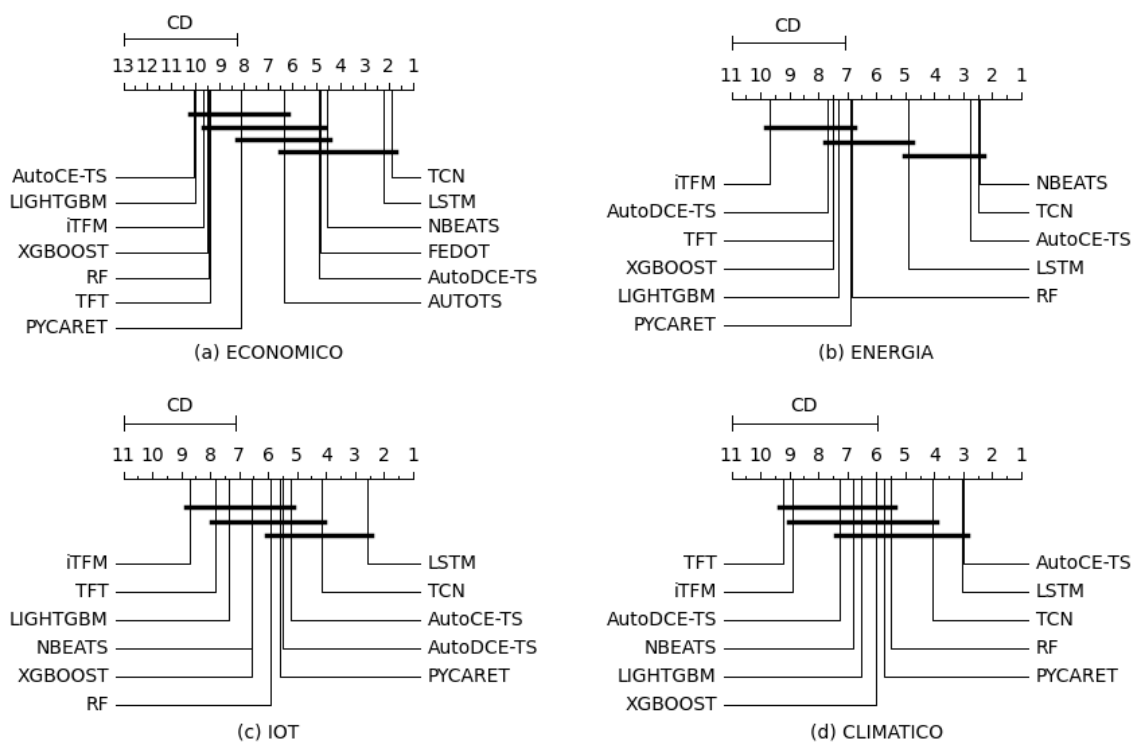 CD
13 12 11 10 9 8 7 6 5 4 3 2 1
AutoCE-TS
LIGHTGBM
iTFM
XGBOOST
RF
TFT
PYCARET
TCN
LSTM
NBEATS
FEDOT
AutoDCE-TS
AUTOTS
(a) ECONOMICO
CD
11 10 9 8 7 6 5 4 3 2 1
iTFM
AutoDCE-TS
TFT
XGBOOST
LIGHTGBM
PYCARET
NBEATS
TCN
AutoCE-TS
LSTM
RF
(b) ENERGIA
CD
11 10 9 8 7 6 5 4 3 2 1
iTFM
TFT
LIGHTGBM
NBEATS
XGBOOST
RF
LSTM
TCN
AutoCE-TS
AutoDCE-TS
PYCARET
(c) IOT
CD
11 10 9 8 7 6 5 4 3 2 1
TFT
iTFM
AutoDCE-TS
NBEATS
LIGHTGBM
XGBOOST
AutoCE-TS
LSTM
TCN
RF
PYCARET
(d) CLIMATICO